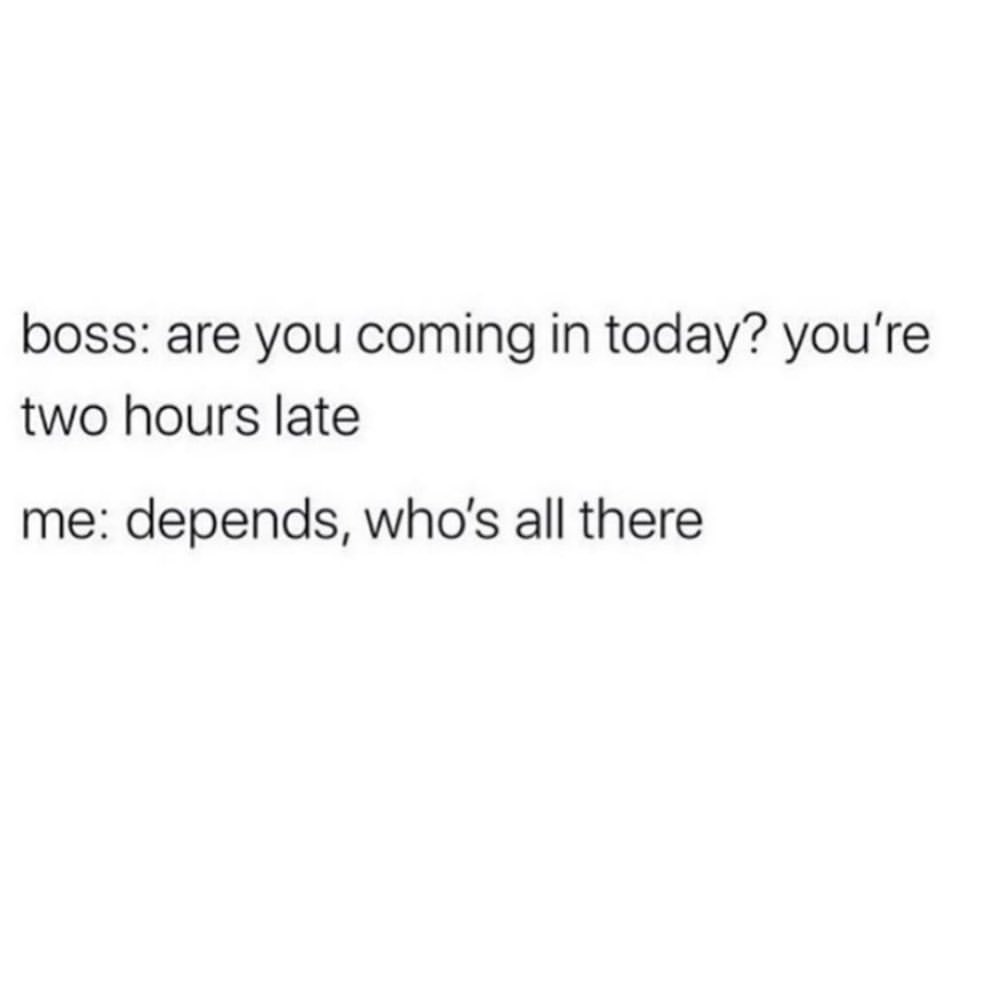 boss: are you coming in today? you're
two hours late
me: depends, who's all there